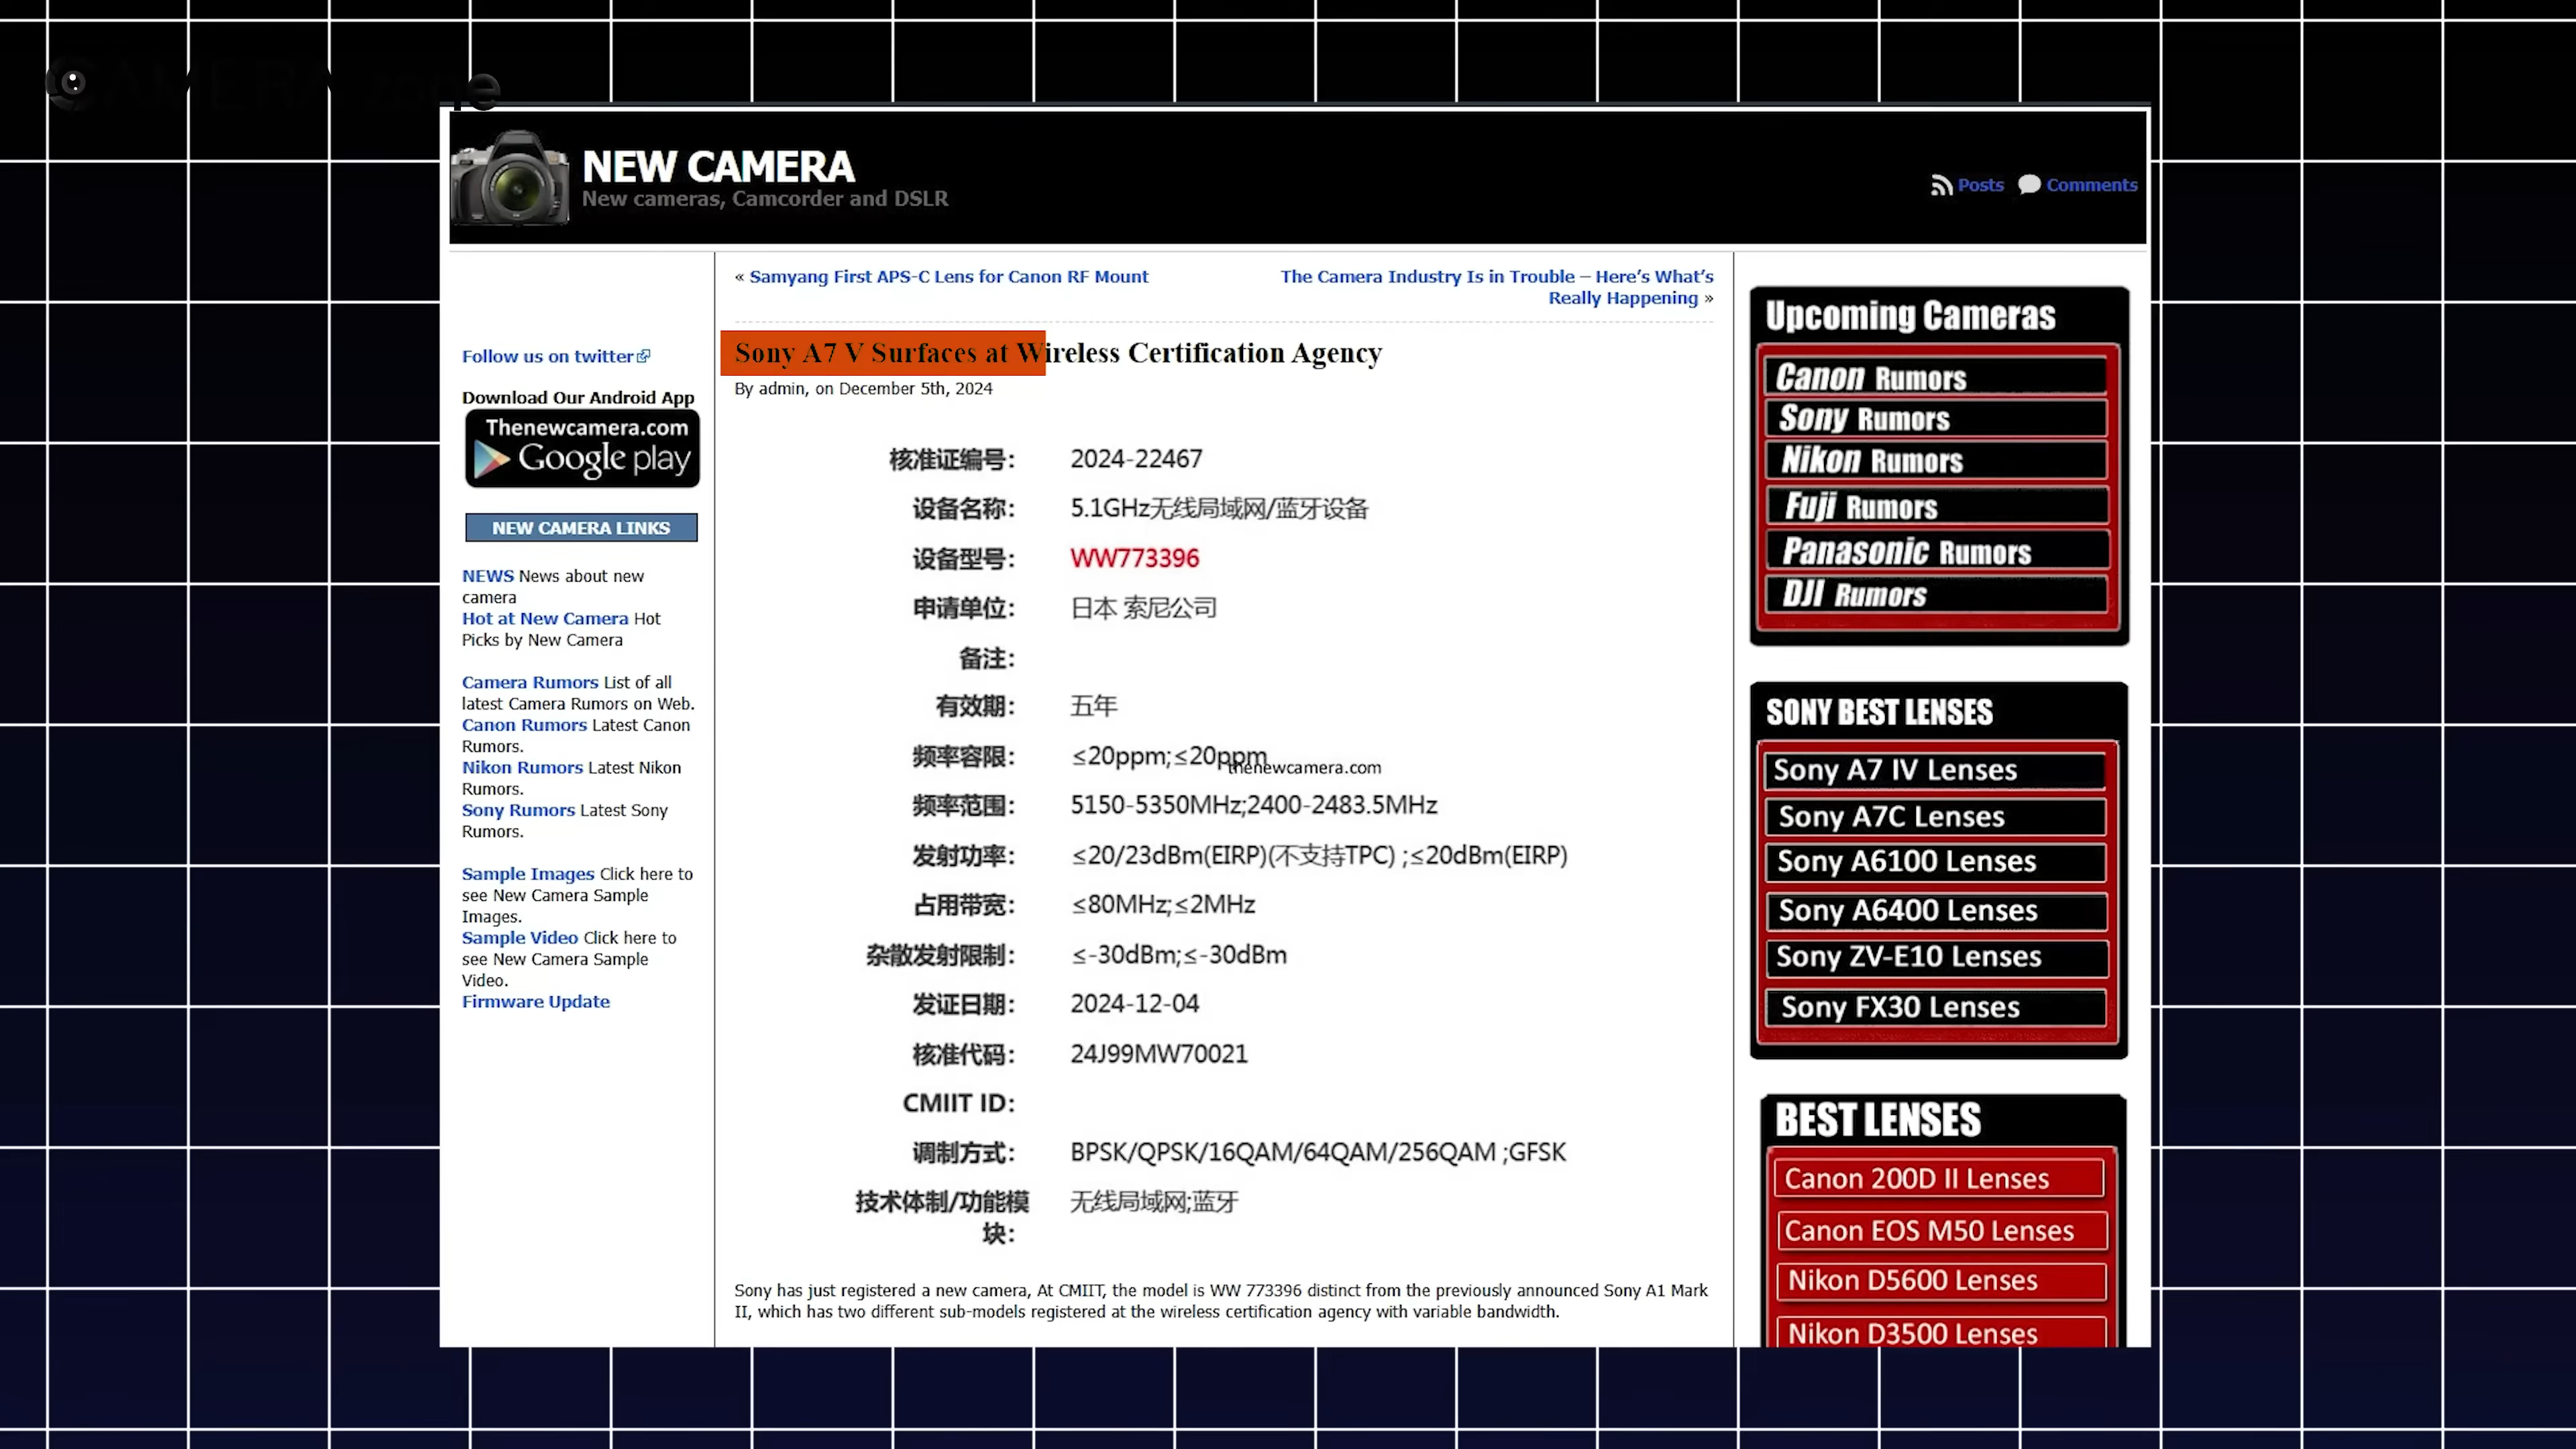 CAMERA zone
NEW CAMERA
New cameras, Camcorder and DSLR
Posts
Comments
Follow us on twitter
Download Our Android App
Thenewcamera.com
Google play
NEW CAMERA LINKS
NEWS News about new
camera
Hot at New Camera Hot
Picks by New Camera
Camera Rumors List of all
latest Camera Rumors on Web.
Canon Rumors Latest Canon
Rumors.
Nikon Rumors Latest Nikon
Rumors.
Sony Rumors Latest Sony
Rumors.
Sample Images Click here to
see New Camera Sample
Images.
Sample Video Click here to
see New Camera Sample
Video.
Firmware Update
« Samyang First APS-C Lens for Canon RF Mount
The Camera Industry Is in Trouble – Here’s What’s
Really Happening »
Sony A7 V Surfaces at Wireless Certification Agency
By admin, on December 5th, 2024
核准证编号: 2024-22467
设备名称: 5.1GHz无线局域网/蓝牙设备
设备型号: WW773396
申请单位: 日本 索尼公司
备注:
有效期: 五年
频率容限: ≤20ppm;≤20ppm
thenewcamera.com
频率范围: 5150-5350MHz;2400-2483.5MHz
发射功率: ≤20/23dBm(EIRP)(不支持TPC) ;≤20dBm(EIRP)
占用带宽: ≤80MHz;≤2MHz
杂散发射限制: ≤-30dBm;≤-30dBm
发证日期: 2024-12-04
核准代码: 24J99MW70021
CMIIT ID:
调制方式: BPSK/QPSK/16QAM/64QAM/256QAM ;GFSK
技术体制/功能模 无线局域网;蓝牙
块:
Sony has just registered a new camera, At CMIIT, the model is WW 773396 distinct from the previously announced Sony A1 Mark
II, which has two different sub-models registered at the wireless certification agency with variable bandwidth.
Upcoming Cameras
Canon Rumors
Sony Rumors
Nikon Rumors
Fuji Rumors
Panasonic Rumors
DJI Rumors
SONY BEST LENSES
Sony A7 IV Lenses
Sony A7C Lenses
Sony A6100 Lenses
Sony A6400 Lenses
Sony ZV-E10 Lenses
Sony FX30 Lenses
BEST LENSES
Canon 200D II Lenses
Canon EOS M50 Lenses
Nikon D5600 Lenses
Nikon D3500 Lenses